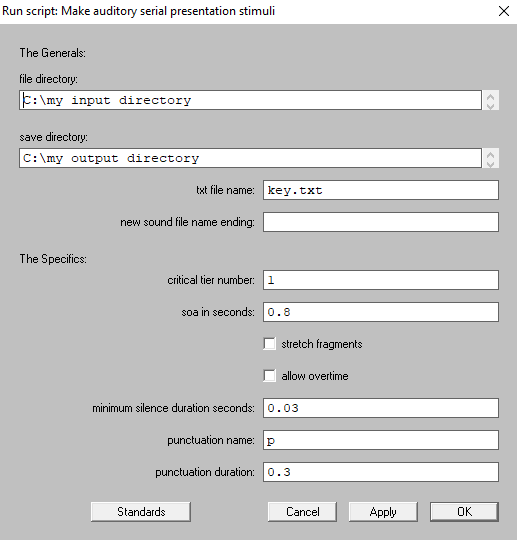 Run script: Make auditory serial presentation stimuli
The Generals:
file directory:
C:\my input directory
save directory:
C:\my output directory
txt file name: key.txt
new sound file name ending:
The Specifics:
critical tier number: 1
soa in seconds: 0.8
stretch fragments
allow overtime
minimum silence duration seconds: 0.03
punctuation name: p
punctuation duration: 0.3
Standards Cancel Apply OK